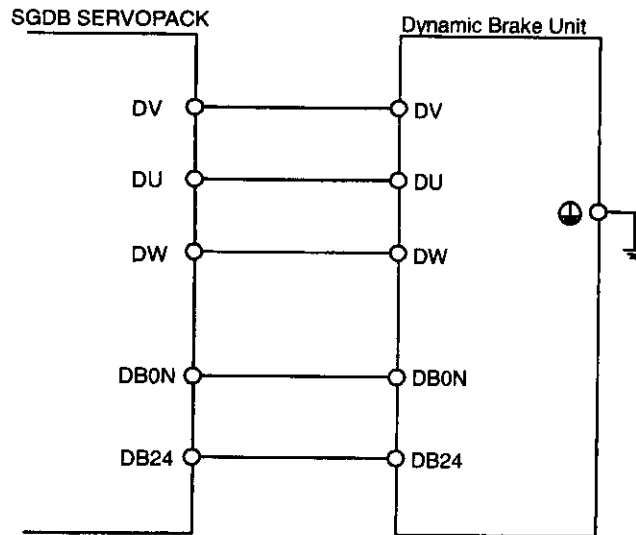 SGDB SERVOPACK
Dynamic Brake Unit
DV DV
DU DU
DW DW
DB0N DB0N
DB24 DB24